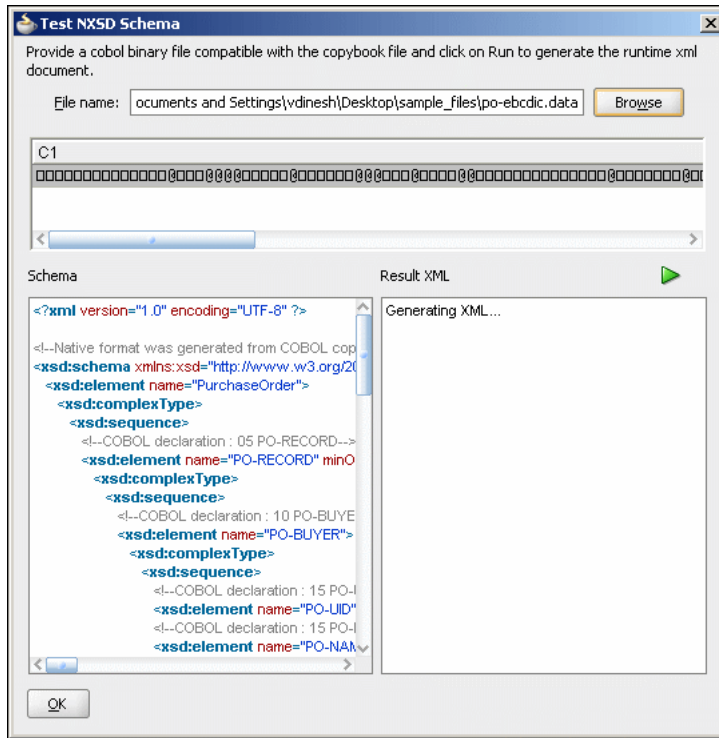 Test NXSD Schema
Provide a cobol binary file compatible with the copybook file and click on Run to generate the runtime xml
document.
File name: ocuments and Settings\vdinesh\Desktop\sample_files\po-ebcdic.data Browse
C1
Schema Result XML
<?xml version="1.0" encoding="UTF-8" ?>
Generating XML...
<!--Native format was generated from COBOL cop
<xsd:schema xmlns:xsd="http://www.w3.org/20
<xsd:element name="PurchaseOrder">
<xsd:complexType>
<xsd:sequence>
<!--COBOL declaration : 05 PO-RECORD-->
<xsd:element name="PO-RECORD" minO
<xsd:complexType>
<xsd:sequence>
<!--COBOL declaration : 10 PO-BUYE
<xsd:element name="PO-BUYER">
<xsd:complexType>
<xsd:sequence>
<!--COBOL declaration : 15 PO-
<xsd:element name="PO-UID"
<!--COBOL declaration : 15 PO-
<xsd:element name="PO-NAM
OK